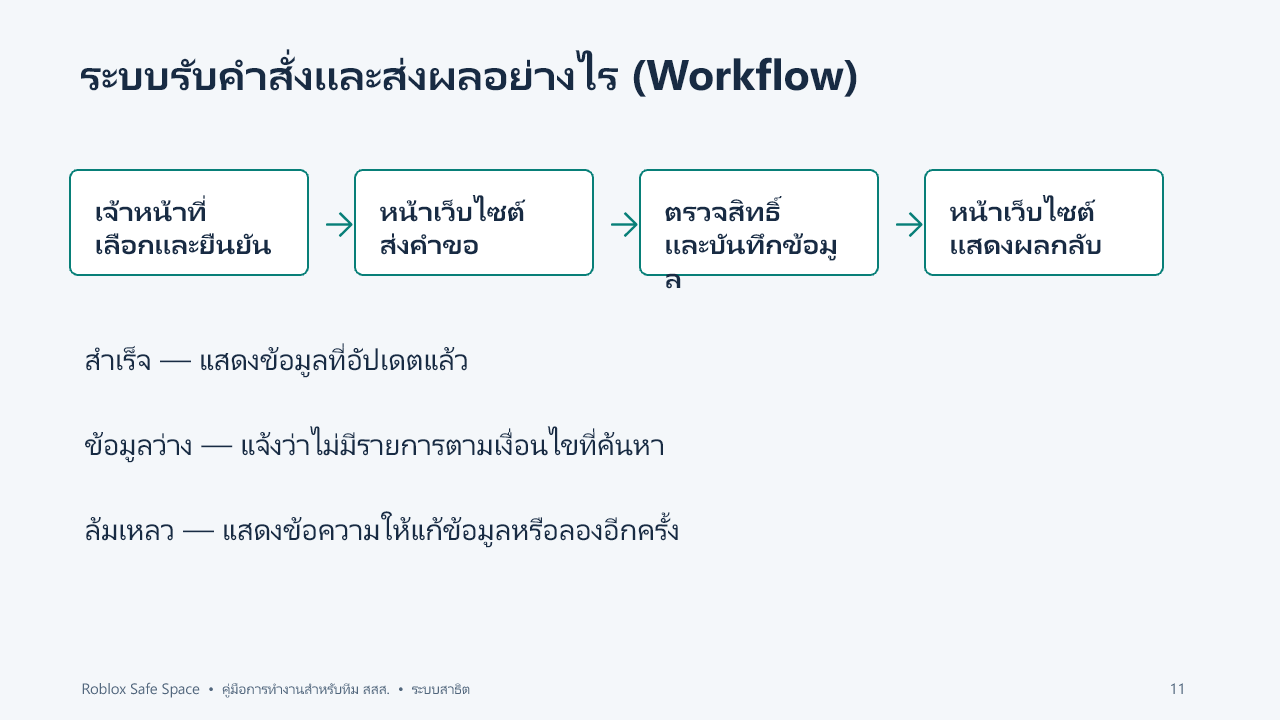 ระบบรับคำสั่งและส่งผลอย่างไร (Workflow)
เจ้าหน้าที่
เลือกและยืนยัน
→
หน้าเว็บไซต์
ส่งคำขอ
→
ตรวจสิทธิ์
และบันทึกข้อมู
ล
→
หน้าเว็บไซต์
แสดงผลกลับ
สำเร็จ — แสดงข้อมูลที่อัปเดตแล้ว
ข้อมูลว่าง — แจ้งว่าไม่มีรายการตามเงื่อนไขที่ค้นหา
ล้มเหลว — แสดงข้อความให้แก้ข้อมูลหรือลองอีกครั้ง
Roblox Safe Space • คู่มือการทำงานสำหรับทีม สสส. • ระบบสาธิต
11